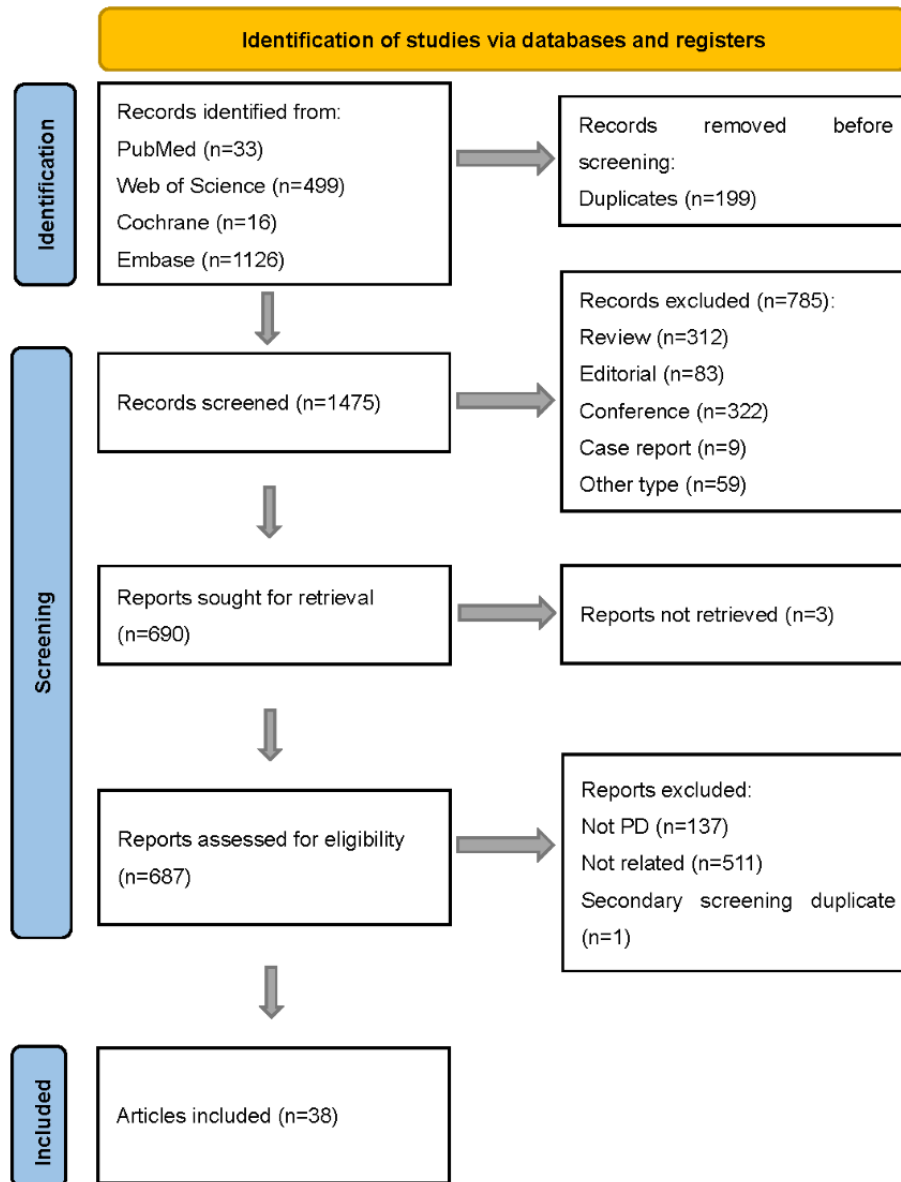 Identification of studies via databases and registers
Identification
Records identified from:
PubMed (n=33)
Web of Science (n=499)
Cochrane (n=16)
Embase (n=1126)
Records removed before
screening:
Duplicates (n=199)
Screening
Records screened (n=1475)
Records excluded (n=785):
Review (n=312)
Editorial (n=83)
Conference (n=322)
Case report (n=9)
Other type (n=59)
Reports sought for retrieval
(n=690)
Reports not retrieved (n=3)
Reports assessed for eligibility
(n=687)
Reports excluded:
Not PD (n=137)
Not related (n=511)
Secondary screening duplicate
(n=1)
Included
Articles included (n=38)